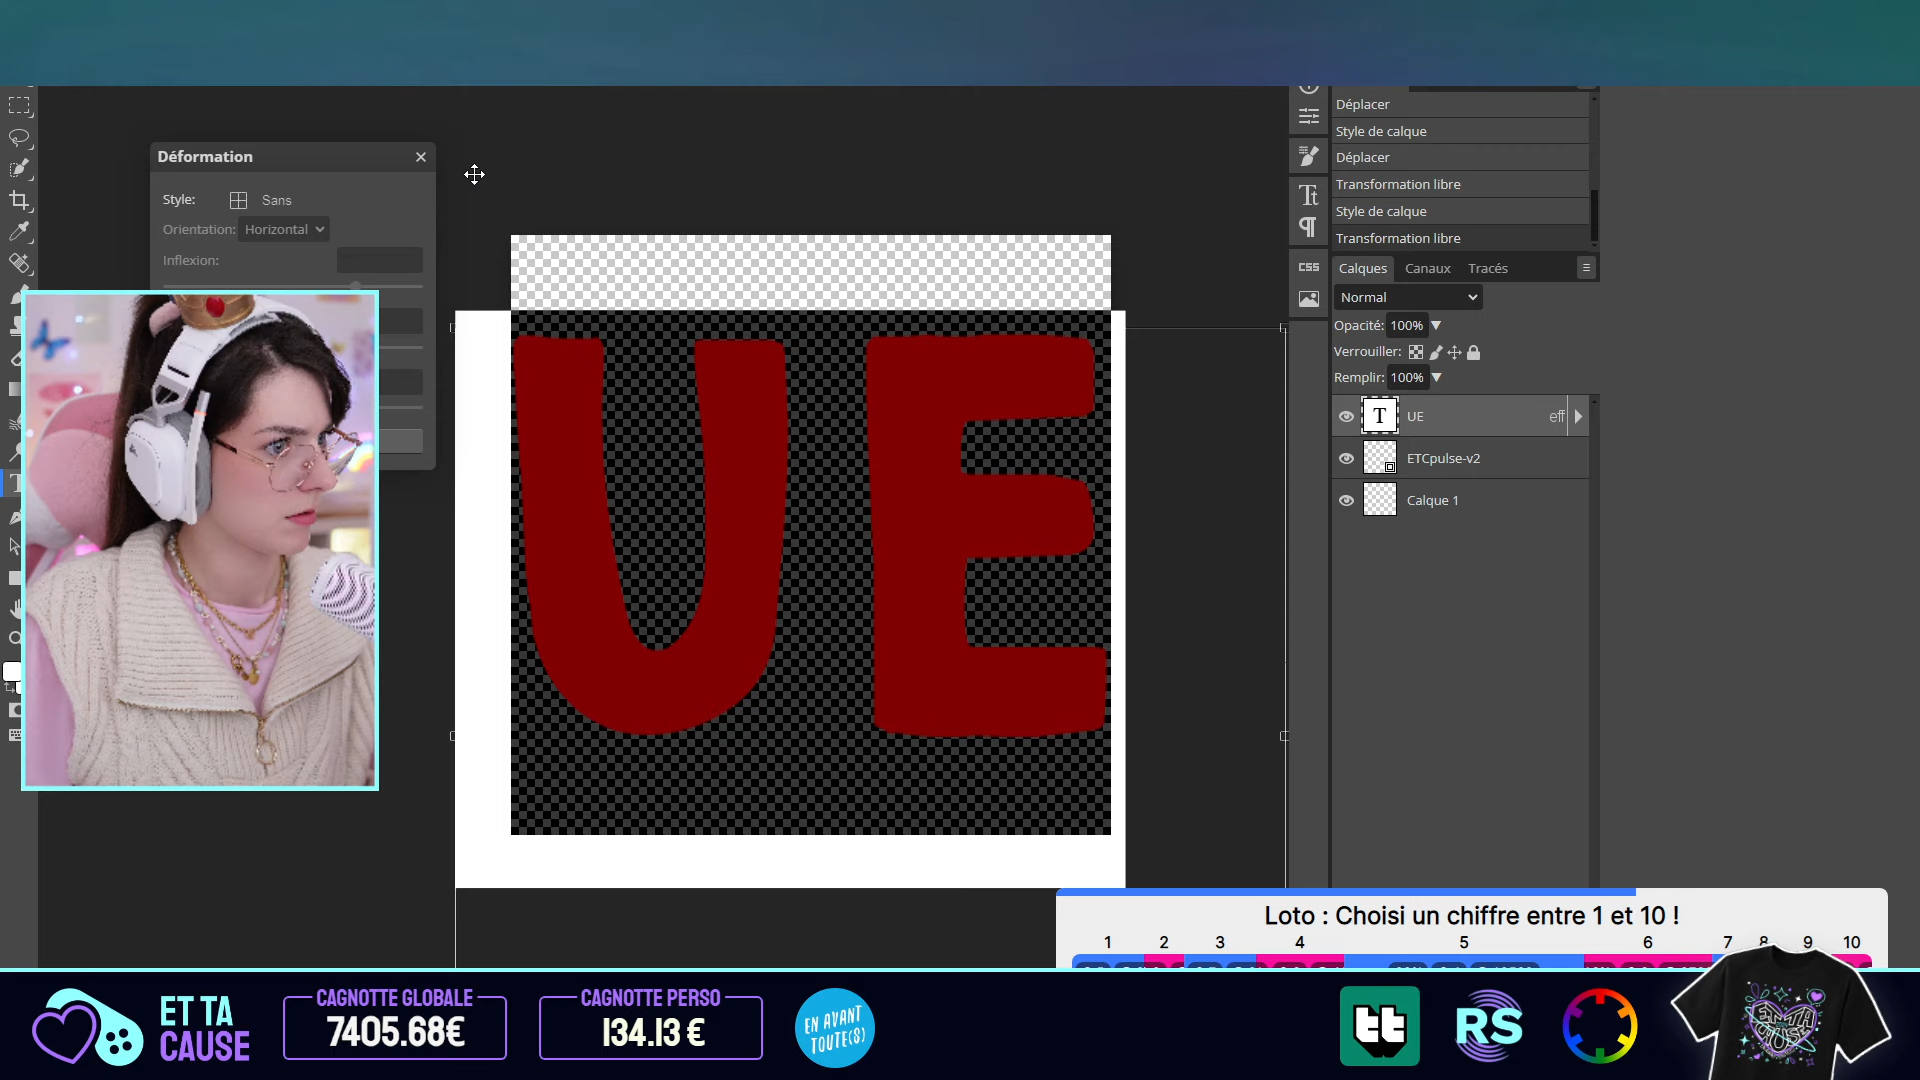 Déformation
Style:
Sans
Orientation:
Horizontal
Inflexion:
Déplacer
Style de calque
Déplacer
Transformation libre
Style de calque
Transformation libre
CSS
Calques
Canaux
Tracés
Normal
Opacité:
100%
Verrouiller:
Remplir:
100%
T
UE
eff
ETCpulse-v2
Calque 1
UE
Loto : Choisi un chiffre entre 1 et 10 !
1 2 3 4 5 6 7 8 9 10
ET TA
CAUSE
CAGNOTTE GLOBALE
7405.68€
CAGNOTTE PERSO
134.13 €
EN AVANT
TOUTE(S)
RS